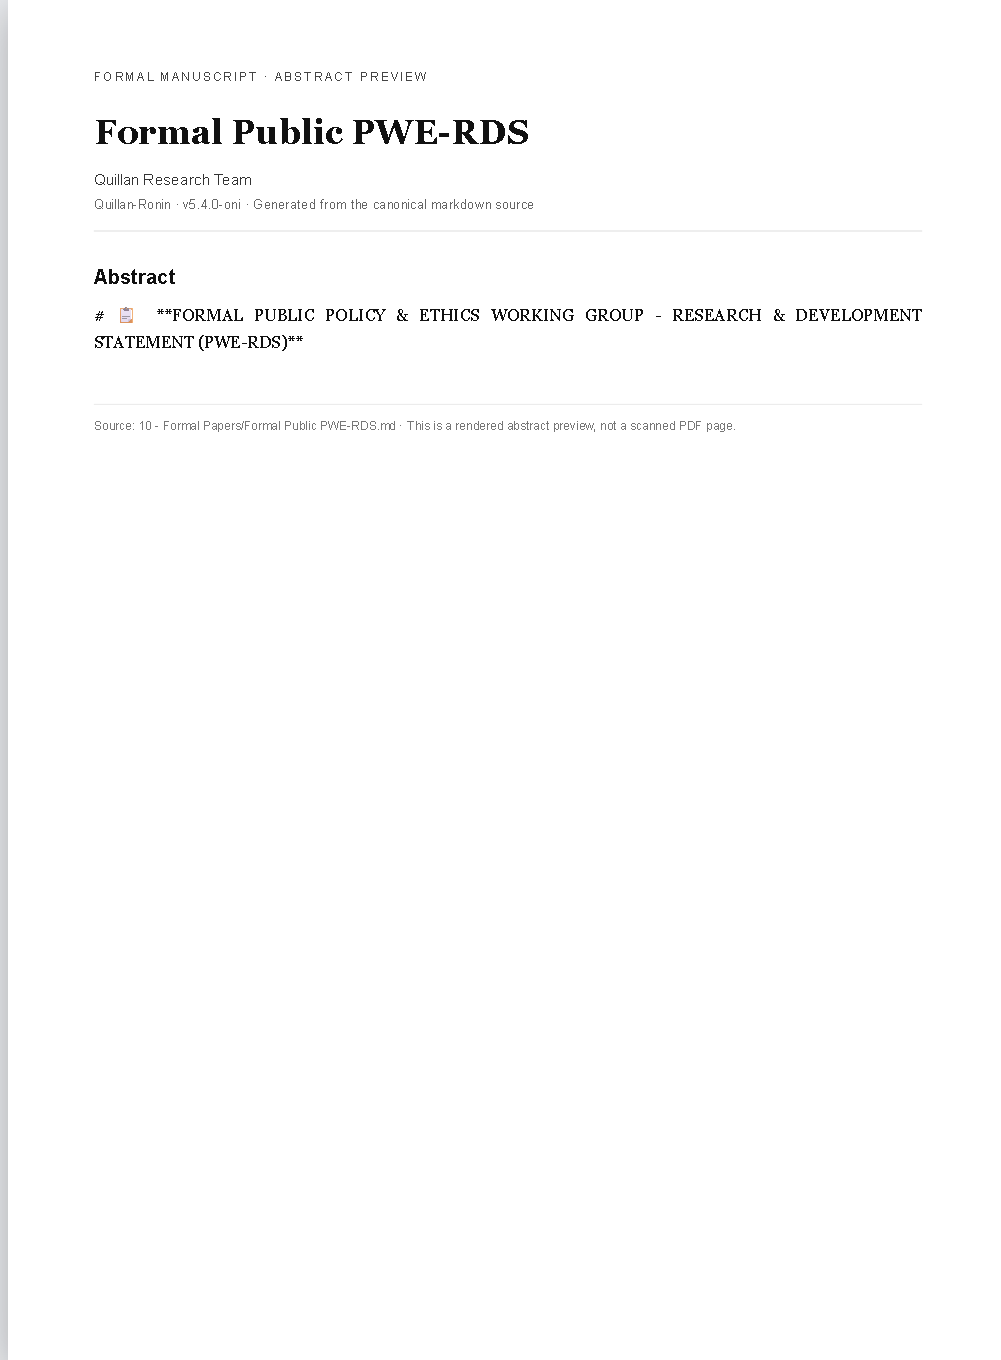 FORMAL MANUSCRIPT · ABSTRACT PREVIEW
Formal Public PWE-RDS
Quillan Research Team
Quillan-Ronin · v5.4.0-oni · Generated from the canonical markdown source
Abstract
# 📋 **FORMAL PUBLIC POLICY & ETHICS WORKING GROUP - RESEARCH & DEVELOPMENT
STATEMENT (PWE-RDS)**
Source: 10 - Formal Papers/Formal Public PWE-RDS.md · This is a rendered abstract preview, not a scanned PDF page.